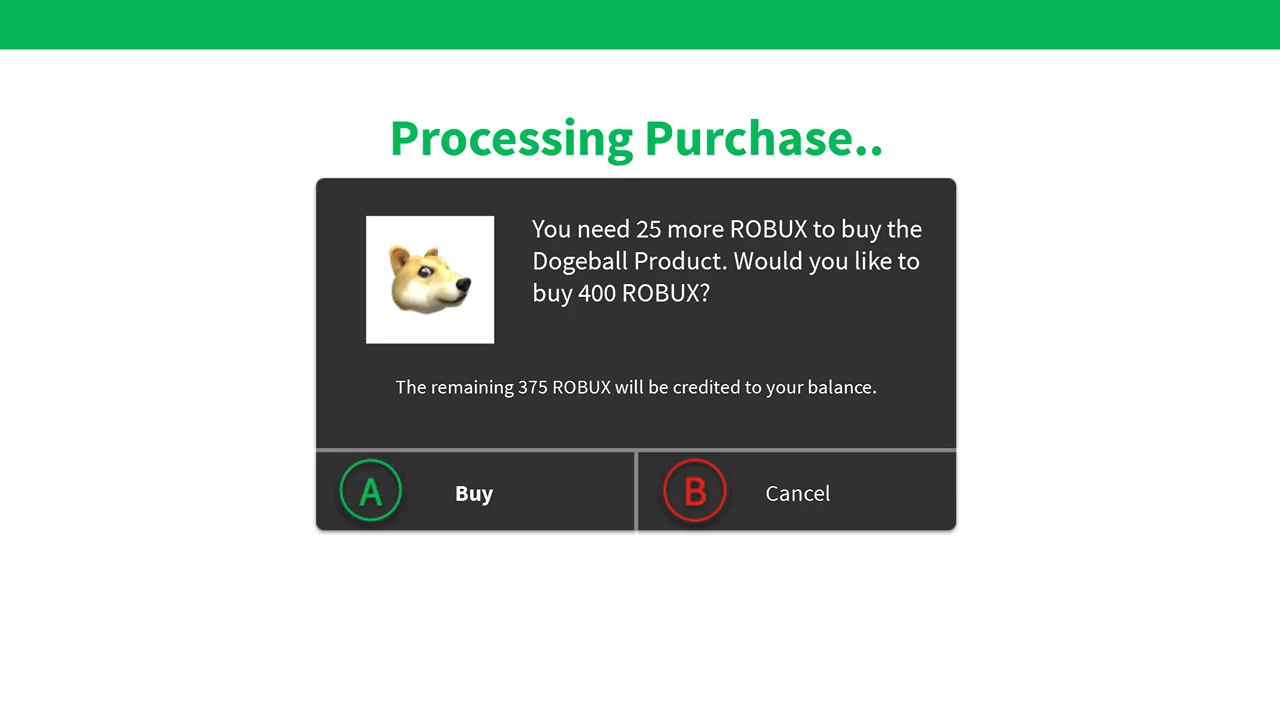 Processing Purchase..
You need 25 more ROBUX to buy the
Dogeball Product. Would you like to
buy 400 ROBUX?
The remaining 375 ROBUX will be credited to your balance.
A Buy
B Cancel